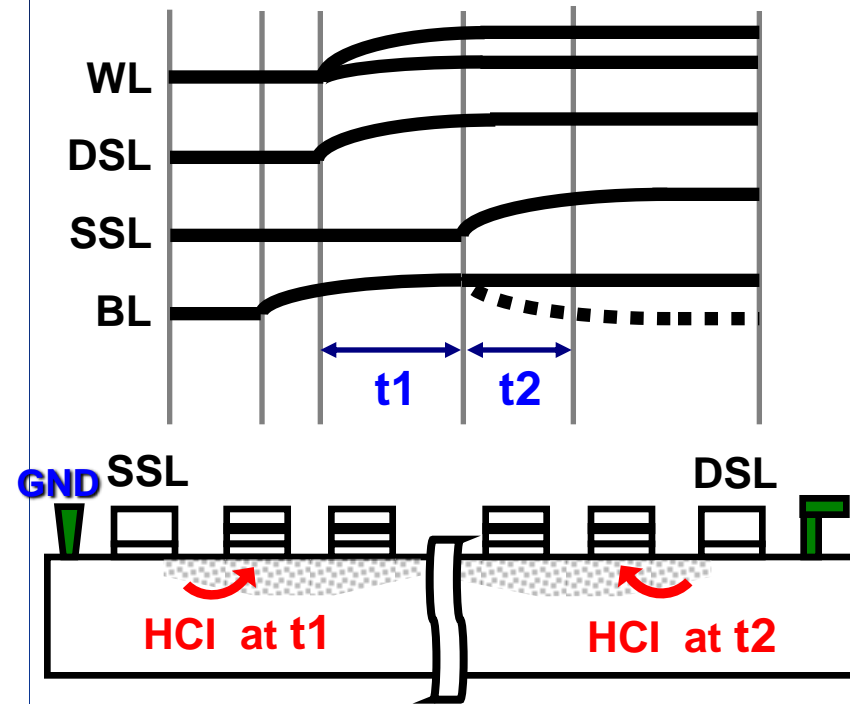 WL
DSL
SSL
BL
t1 t2
GND SSL DSL
HCI at t1 HCI at t2